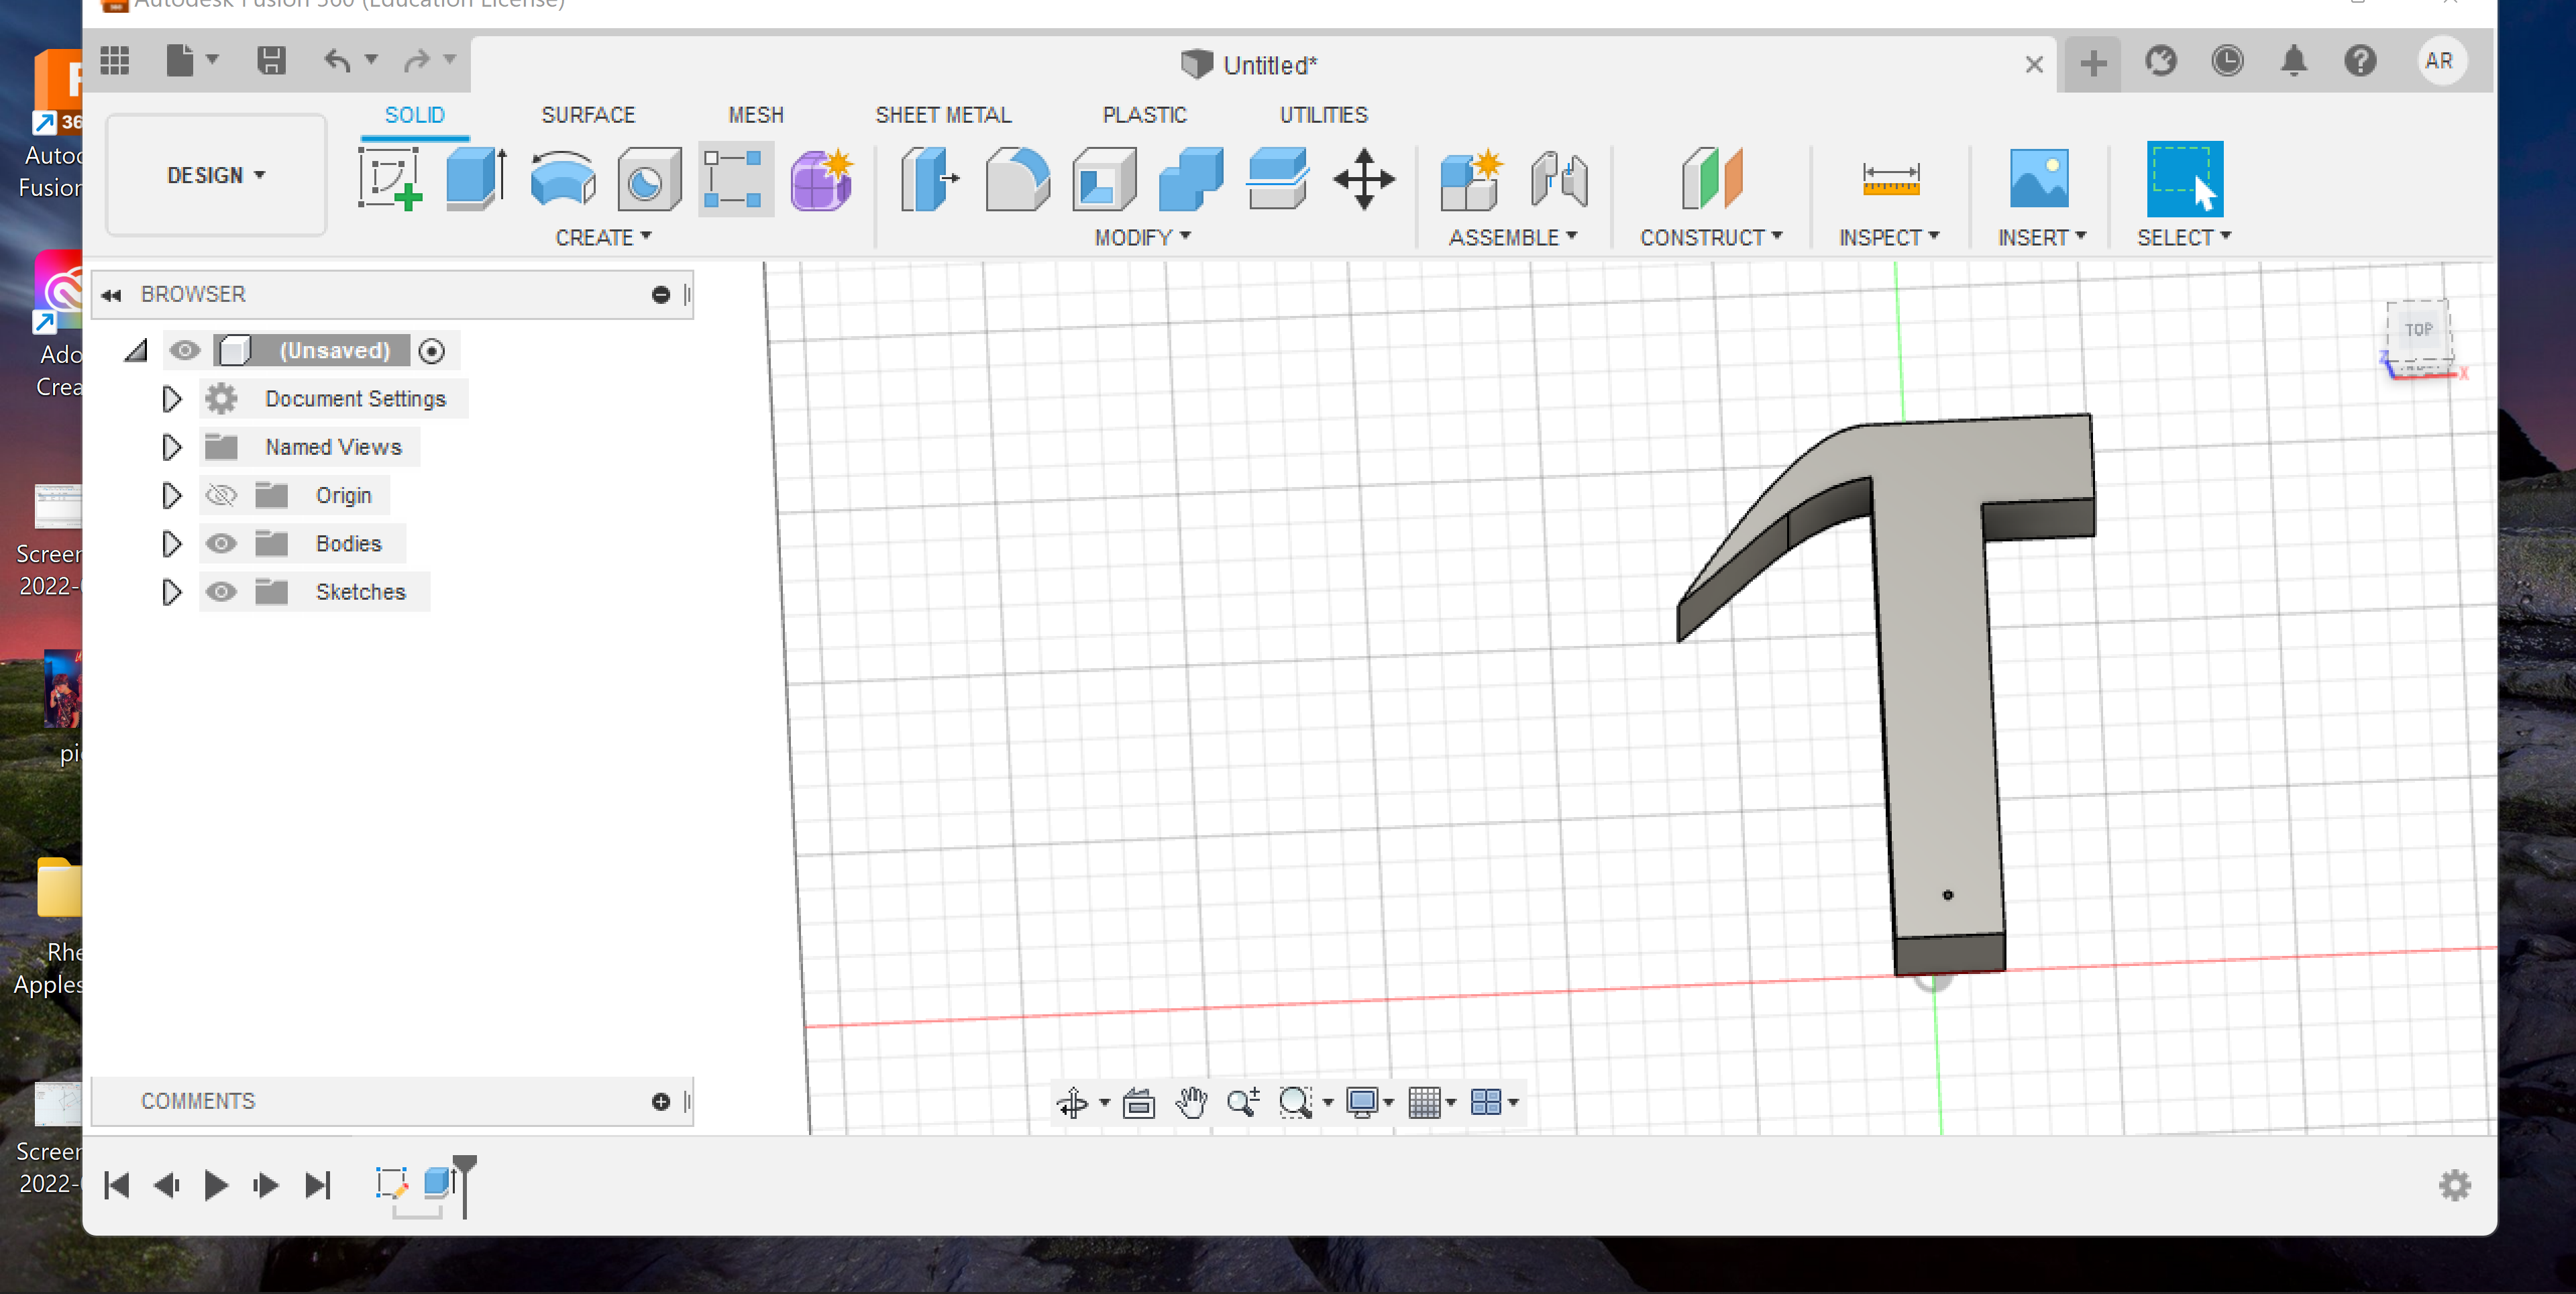 Autodesk Fusion 360 (Education License)
Untitled*
AR
SOLID SURFACE MESH SHEET METAL PLASTIC UTILITIES
DESIGN
CREATE MODIFY ASSEMBLE CONSTRUCT INSPECT INSERT SELECT
BROWSER
(Unsaved)
Document Settings
Named Views
Origin
Bodies
Sketches
TOP
Z
X
COMMENTS
36
Autod
Fusion
Ado
Crea
Screen
2022-
pi
Rhe
Apples
Screen
2022-